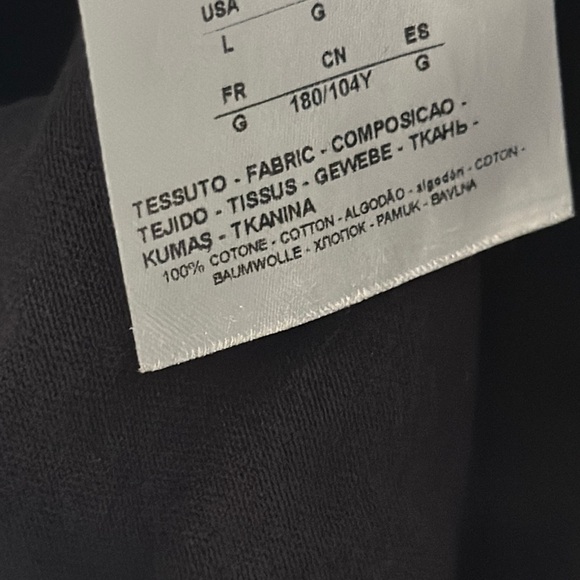 USA
L G
FR CN ES
G 180/104Y G
TESSUTO - FABRIC - COMPOSICAO -
TEJIDO - TISSUS - GEWEBE - TKAHЬ -
KUMAŞ - TKANINA
100% COTONE - COTTON - ALGODÃO - algodón - COTON -
BAUMWOLLE - ХЛОПОК - PAMUK - BAVLNA